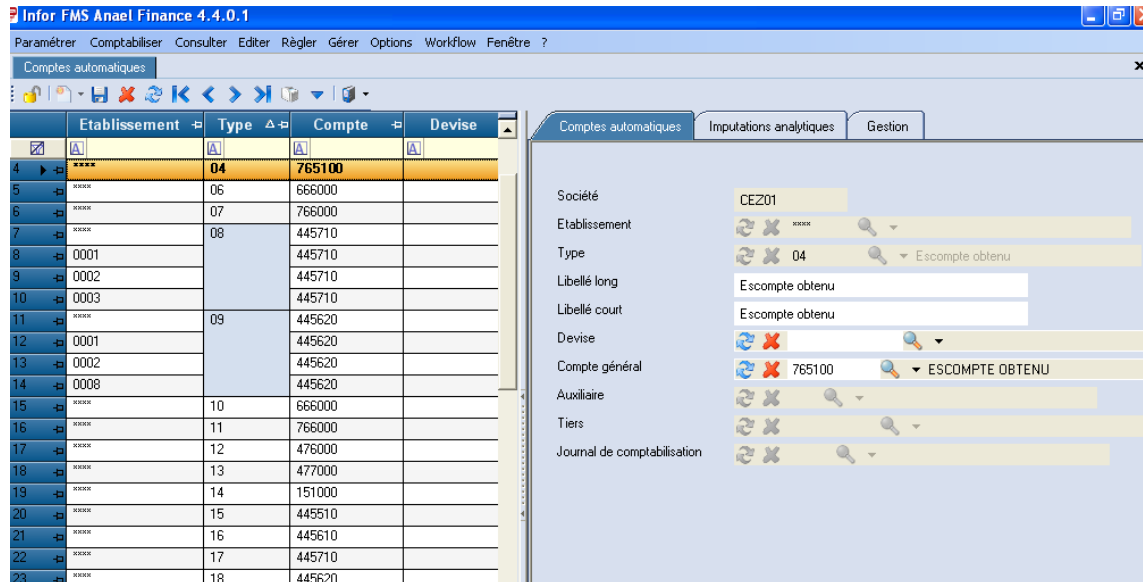 Infor FMS Anael Finance 4.4.0.1
Paramétrer Comptabiliser Consulter Editer Règler Gérer Options Workflow Fenêtre ?
Comptes automatiques
Etablissement Type Compte Devise
A A A A
4 **** 04 765100
5 **** 06 666000
6 **** 07 766000
7 **** 08 445710
8 0001 445710
9 0002 445710
10 0003 445710
11 **** 09 445620
12 0001 445620
13 0002 445620
14 0008 445620
15 **** 10 666000
16 **** 11 766000
17 **** 12 476000
18 **** 13 477000
19 **** 14 151000
20 **** 15 445510
21 **** 16 445610
22 **** 17 445710
23 **** 18 445620
Comptes automatiques Imputations analytiques Gestion
Société CEZ01
Etablissement ****
Type 04 Escompte obtenu
Libellé long Escompte obtenu
Libellé court Escompte obtenu
Devise
Compte général 765100 ESCOMPTE OBTENU
Auxiliaire
Tiers
Journal de comptabilisation